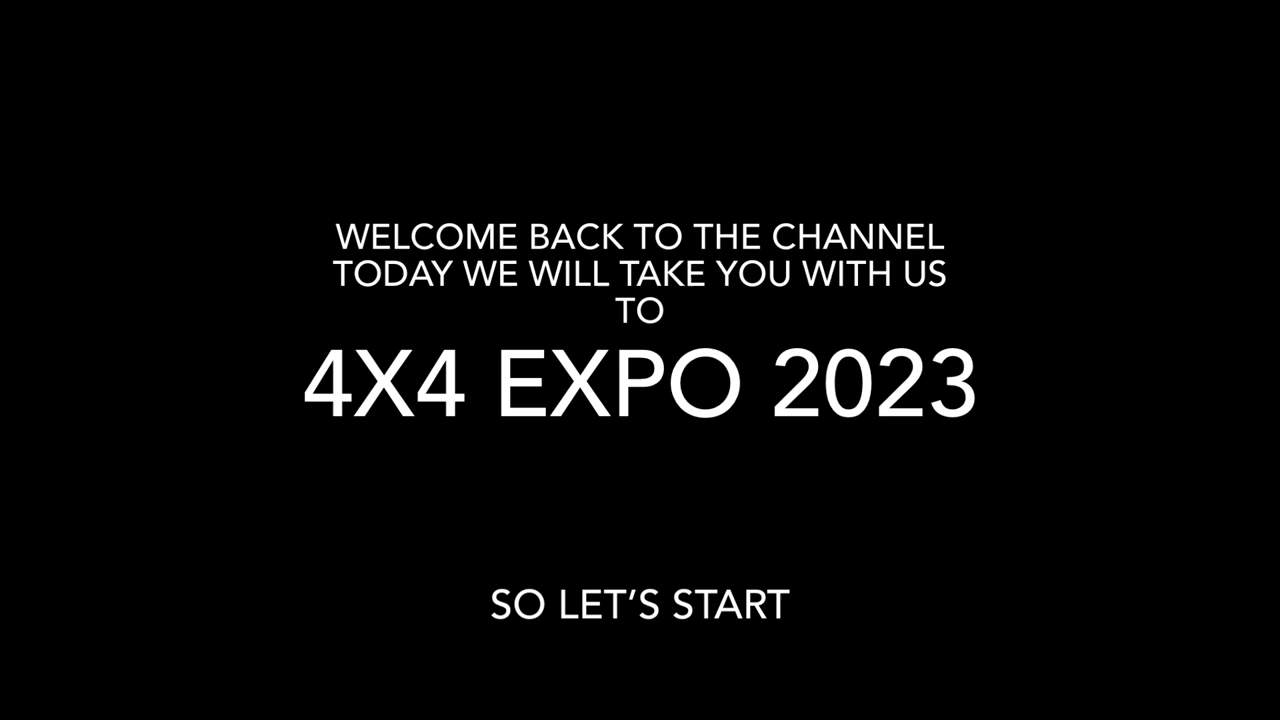 WELCOME BACK TO THE CHANNEL
TODAY WE WILL TAKE YOU WITH US
TO
4X4 EXPO 2023
SO LET’S START